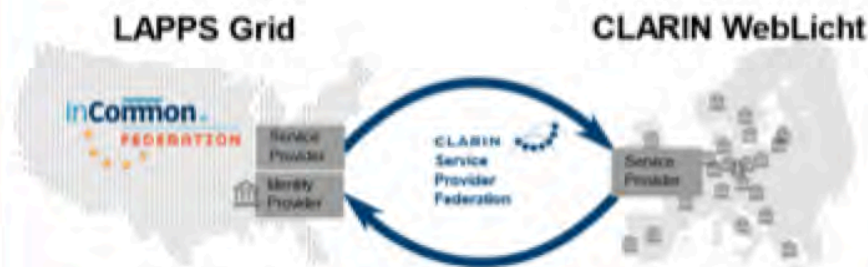 LAPPS Grid
CLARIN WebLicht
InCommon
FEDERATION
Service
Provider
Identity
Provider
CLARIN
Service
Provider
Federation
Service
Provider